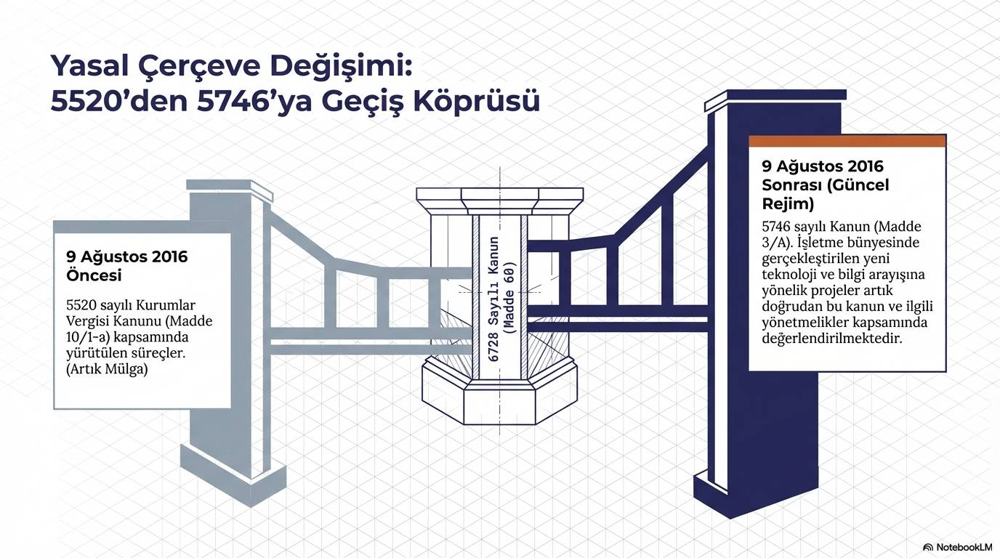 Yasal Çerçeve Değişimi:
5520'den 5746'ya Geçiş Köprüsü
9 Ağustos 2016
Öncesi
5520 sayılı Kurumlar
Vergisi Kanunu (Madde
10/1-a) kapsamında
yürütülen süreçler.
(Artık Mülga)
6728 Sayılı Kanun
(Madde 60)
9 Ağustos 2016
Sonrası (Güncel
Rejim)
5746 sayılı Kanun (Madde
3/A). İşletme bünyesinde
gerçekleştirilen yeni
teknoloji ve bilgi arayışına
yönelik projeler artık
doğrudan bu kanun ve ilgili
yönetmelikler kapsamında
değerlendirilmektedir.
NotebookLM